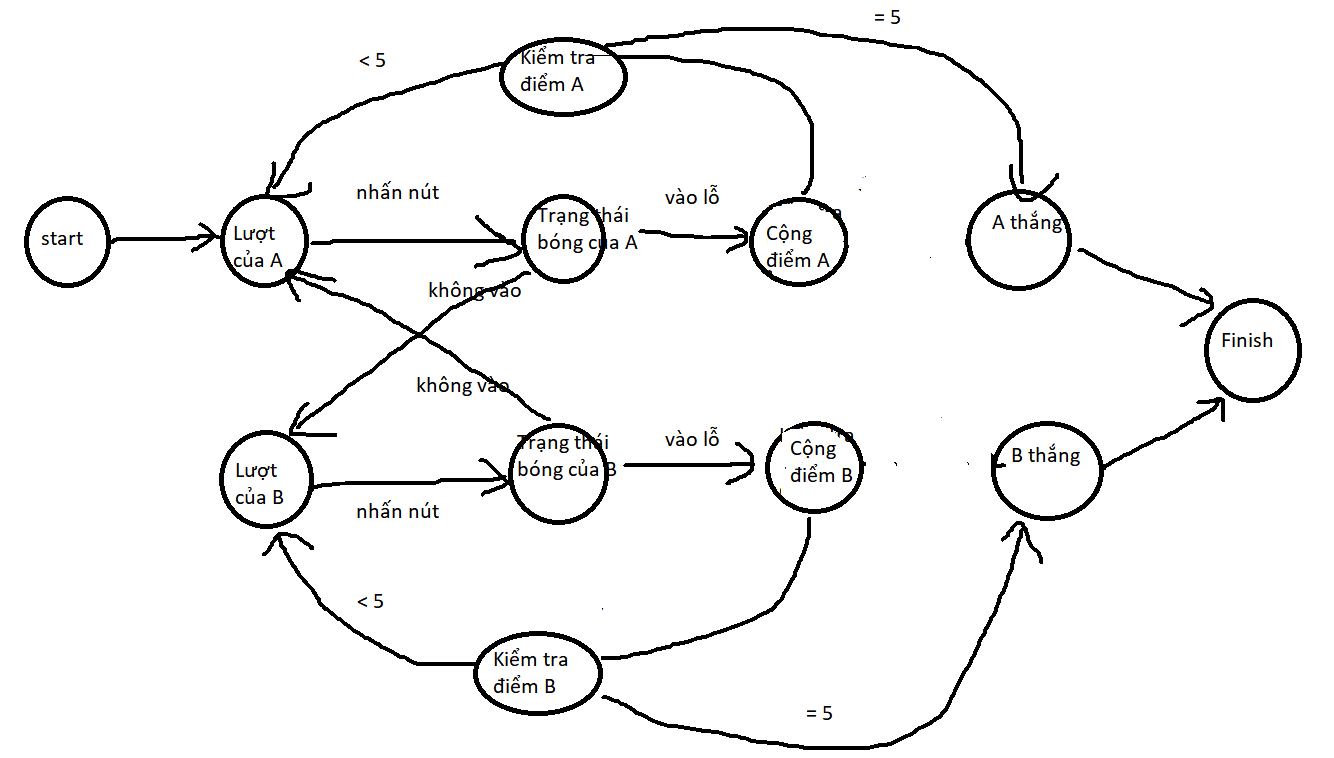 = 5
Kiểm tra
điểm A
< 5
nhấn nút
vào lỗ
start
Lượt
của A
Trạng thái
bóng của A
Cộng
điểm A
A thắng
không vào
Finish
không vào
Lượt
của B
Trạng thái
bóng của B
vào lỗ
Cộng
điểm B
B thắng
nhấn nút
< 5
Kiểm tra
điểm B
= 5